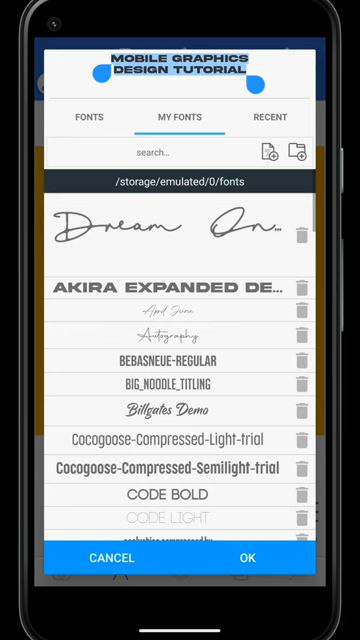 MOBILE GRAPHICS
DESIGN TUTORIAL
FONTS MY FONTS RECENT
search...
/storage/emulated/0/fonts
Dream On...
AKIRA EXPANDED DE...
April June
Autography
BEBASNEUE-REGULAR
BIG_NOODLE_TITLING
Billgates Demo
Cocogoose-Compressed-Light-trial
Cocogoose-Compressed-Semilight-trial
CODE BOLD
CODE LIGHT
CANCEL OK